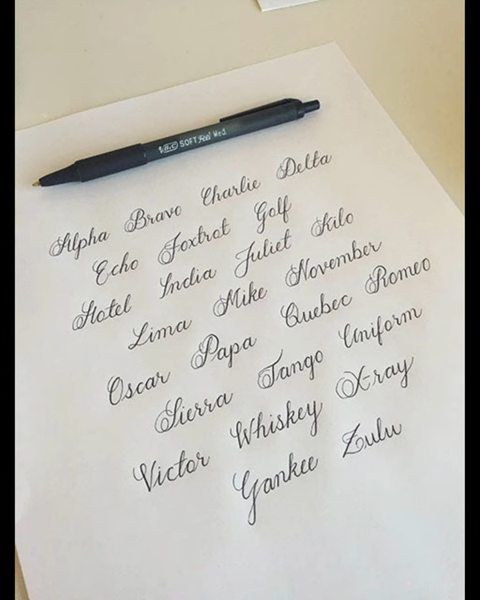 BIC SOFT Feel Med.
Alpha Bravo Charlie Delta
Echo Foxtrot Golf
Hotel India Juliet Kilo
Lima Mike November
Oscar Papa Quebec Romeo
Sierra Tango Uniform
Victor Whiskey X-ray
Yankee Zulu